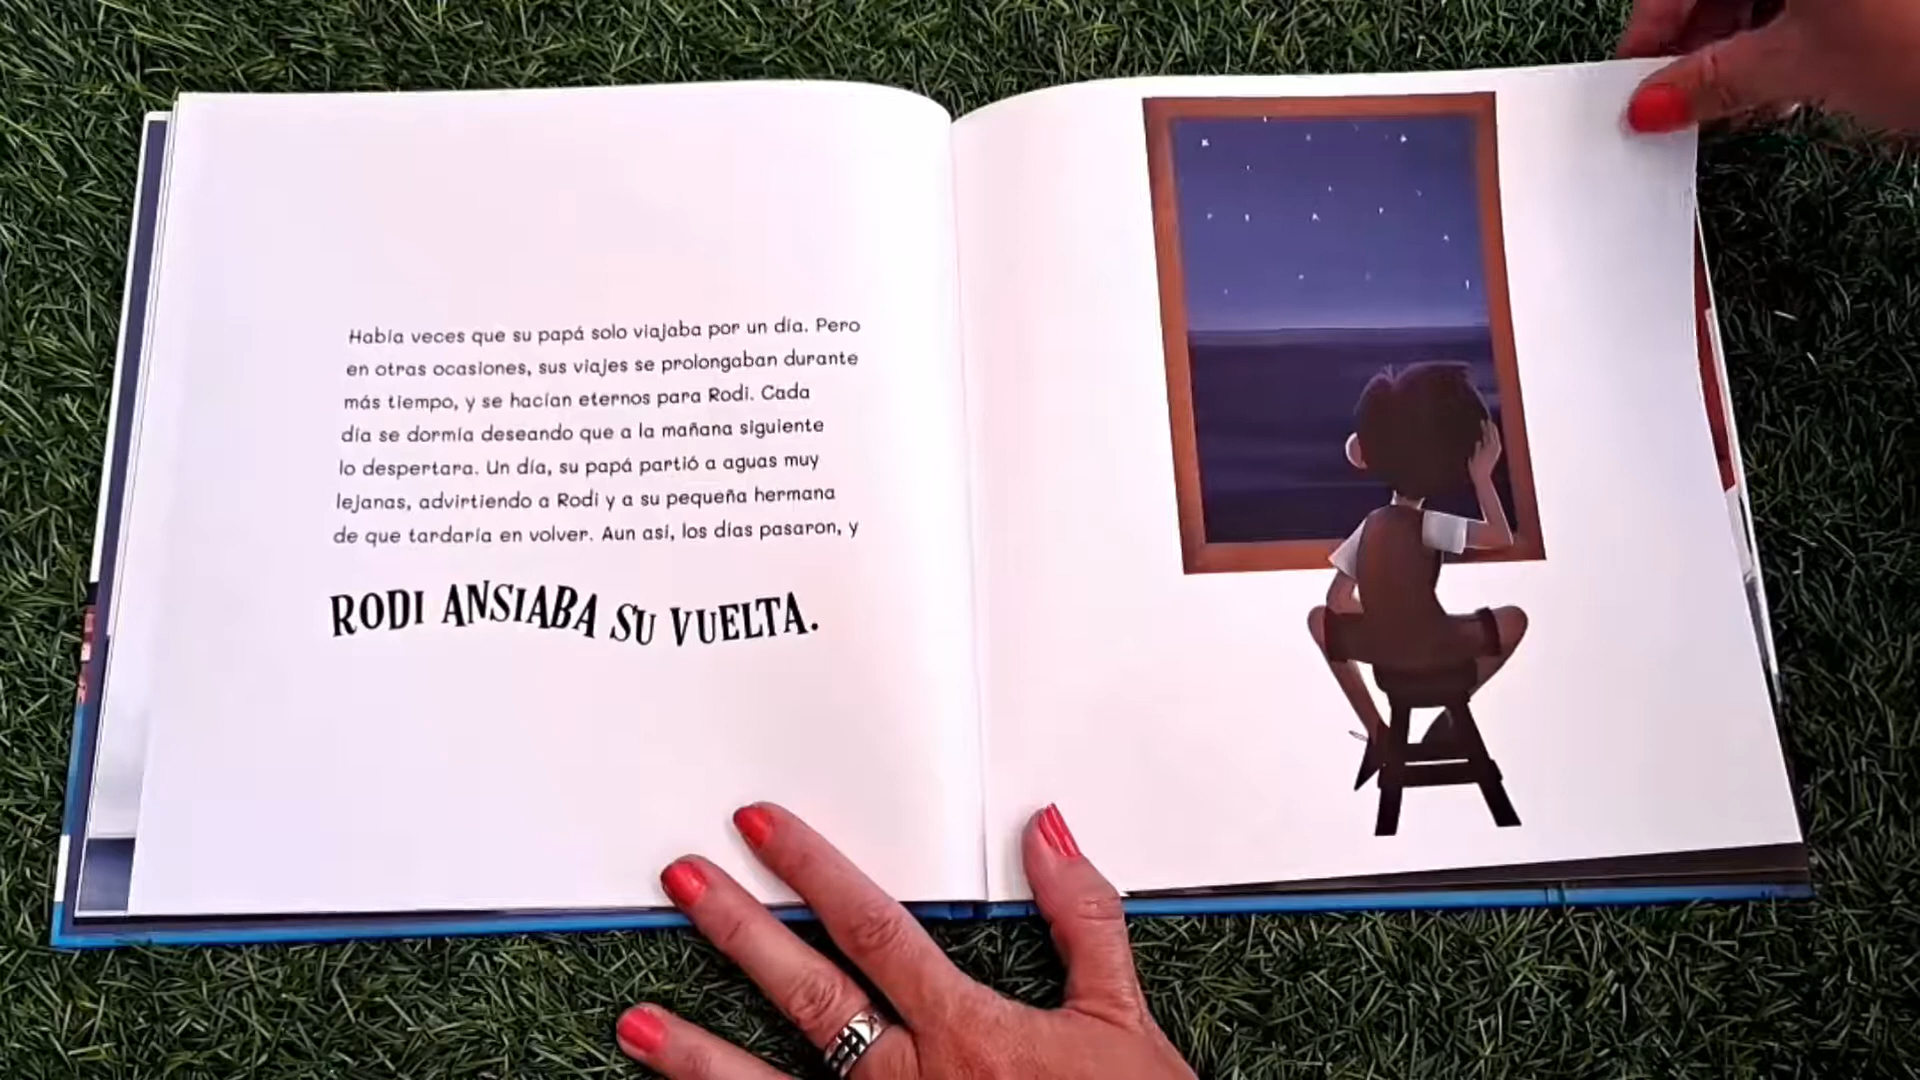 Había veces que su papá solo viajaba por un día. Pero
en otras ocasiones, sus viajes se prolongaban durante
más tiempo, y se hacían eternos para Rodi. Cada
día se dormía deseando que a la mañana siguiente
lo despertara. Un día, su papá partió a aguas muy
lejanas, advirtiendo a Rodi y a su pequeña hermana
de que tardaría en volver. Aun así, los días pasaron, y
RODI ANSIABA SU VUELTA.